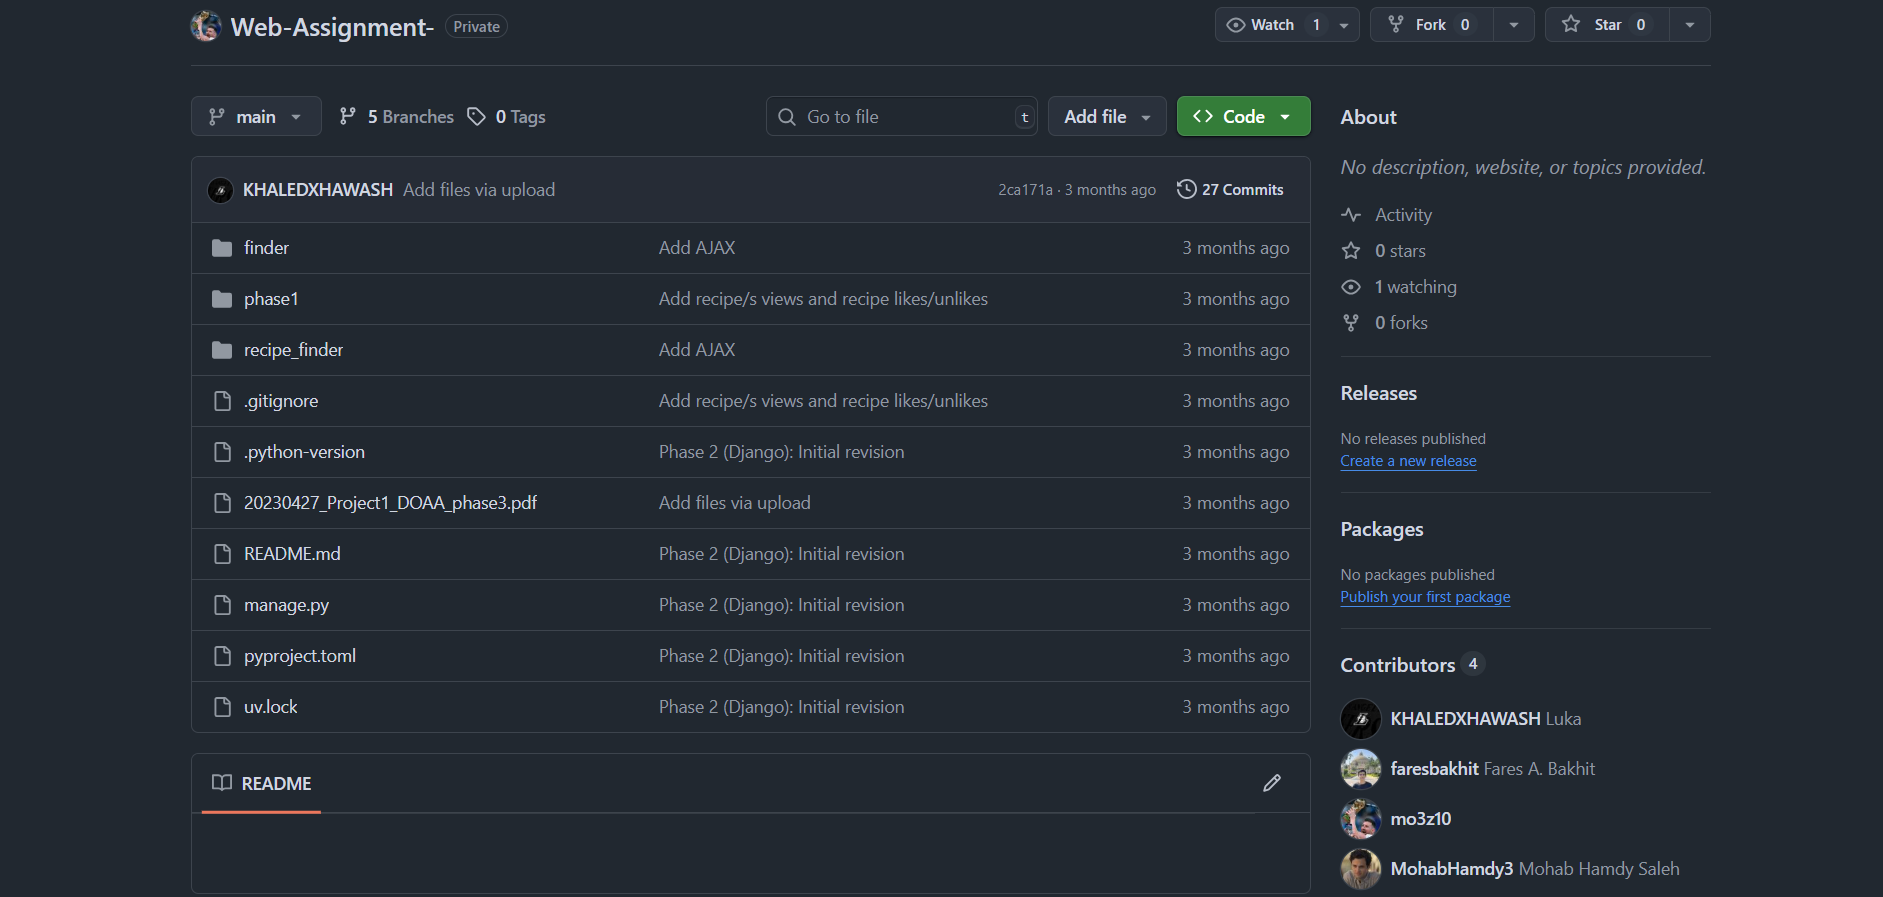 Web-Assignment- Private
Watch 1 Fork 0 Star 0
main 5 Branches 0 Tags Go to file t Add file Code
KHALEDXHAWASH Add files via upload 2ca171a · 3 months ago 27 Commits
finder Add AJAX 3 months ago
phase1 Add recipe/s views and recipe likes/unlikes 3 months ago
recipe_finder Add AJAX 3 months ago
.gitignore Add recipe/s views and recipe likes/unlikes 3 months ago
.python-version Phase 2 (Django): Initial revision 3 months ago
20230427_Project1_DOAA_phase3.pdf Add files via upload 3 months ago
README.md Phase 2 (Django): Initial revision 3 months ago
manage.py Phase 2 (Django): Initial revision 3 months ago
pyproject.toml Phase 2 (Django): Initial revision 3 months ago
uv.lock Phase 2 (Django): Initial revision 3 months ago
README
About
No description, website, or topics provided.
Activity
0 stars
1 watching
0 forks
Releases
No releases published
Create a new release
Packages
No packages published
Publish your first package
Contributors 4
KHALEDXHAWASH Luka
faresbakhit Fares A. Bakhit
mo3z10
MohabHamdy3 Mohab Hamdy Saleh